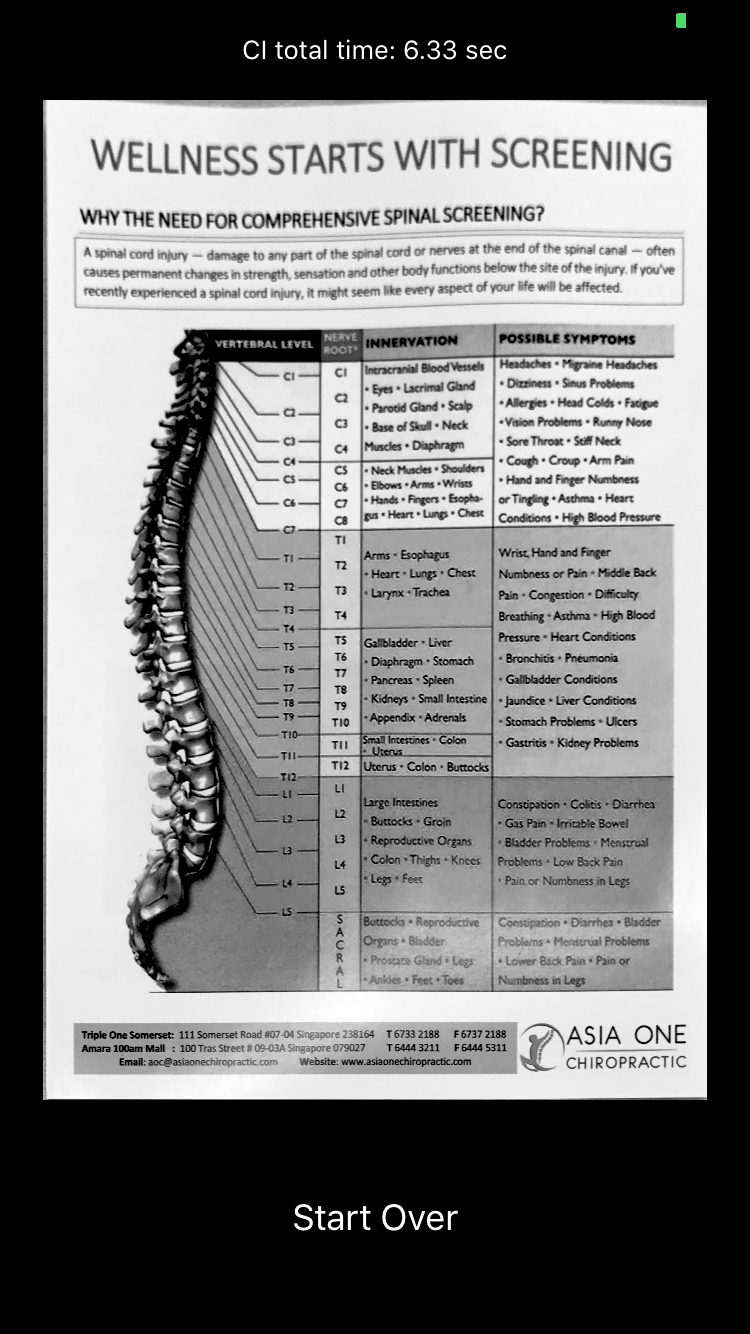 CI total time: 6.33 sec
WELLNESS STARTS WITH SCREENING
WHY THE NEED FOR COMPREHENSIVE SPINAL SCREENING?
A spinal cord injury — damage to any part of the spinal cord or nerves at the end of the spinal canal — often
causes permanent changes in strength, sensation and other body functions below the site of the injury. If you've
recently experienced a spinal cord injury, it might seem like every aspect of your life will be affected.
VERTEBRAL LEVEL
C1
C2
C3
C4
C5
C6
C7
T1
T2
T3
T4
T5
T6
T7
T8
T9
T10
T11
T12
L1
L2
L3
L4
L5
NERVE
ROOT*
C1
C2
C3
C4
C5
C6
C7
C8
T1
T2
T3
T4
T5
T6
T7
T8
T9
T10
T11
T12
L1
L2
L3
L4
L5
S
A
C
R
A
L
INNERVATION
Intracranial Blood Vessels
• Eyes • Lacrimal Gland
• Parotid Gland • Scalp
• Base of Skull • Neck
Muscles • Diaphragm
• Neck Muscles • Shoulders
• Elbows • Arms • Wrists
• Hands • Fingers • Esopha-
gus • Heart • Lungs • Chest
Arms • Esophagus
• Heart • Lungs • Chest
• Larynx • Trachea
Gallbladder • Liver
• Diaphragm • Stomach
• Pancreas • Spleen
• Kidneys • Small Intestine
• Appendix • Adrenals
Small Intestines • Colon
• Uterus
Uterus • Colon • Buttocks
Large Intestines
• Buttocks • Groin
• Reproductive Organs
• Colon • Thighs • Knees
• Legs • Feet
Buttocks • Reproductive
Organs • Bladder
• Prostate Gland • Legs
• Ankles • Feet • Toes
POSSIBLE SYMPTOMS
Headaches • Migraine Headaches
• Dizziness • Sinus Problems
• Allergies • Head Colds • Fatigue
• Vision Problems • Runny Nose
• Sore Throat • Stiff Neck
• Cough • Croup • Arm Pain
• Hand and Finger Numbness
or Tingling • Asthma • Heart
Conditions • High Blood Pressure
Wrist, Hand and Finger
Numbness or Pain • Middle Back
Pain • Congestion • Difficulty
Breathing • Asthma • High Blood
Pressure • Heart Conditions
• Bronchitis • Pneumonia
• Gallbladder Conditions
• Jaundice • Liver Conditions
• Stomach Problems • Ulcers
• Gastritis • Kidney Problems
Constipation • Colitis • Diarrhea
• Gas Pain • Irritable Bowel
• Bladder Problems • Menstrual
Problems • Low Back Pain
• Pain or Numbness in Legs
Constipation • Diarrhea • Bladder
Problems • Menstrual Problems
• Lower Back Pain • Pain or
Numbness in Legs
Triple One Somerset: 111 Somerset Road #07-04 Singapore 238164 T 6733 2188 F 6737 2188
Amara 100am Mall : 100 Tras Street # 09-03A Singapore 079027 T 6444 3211 F 6444 5311
Email: aoc@asiaonechiropractic.com Website: www.asiaonechiropractic.com
ASIA ONE
CHIROPRACTIC
Start Over